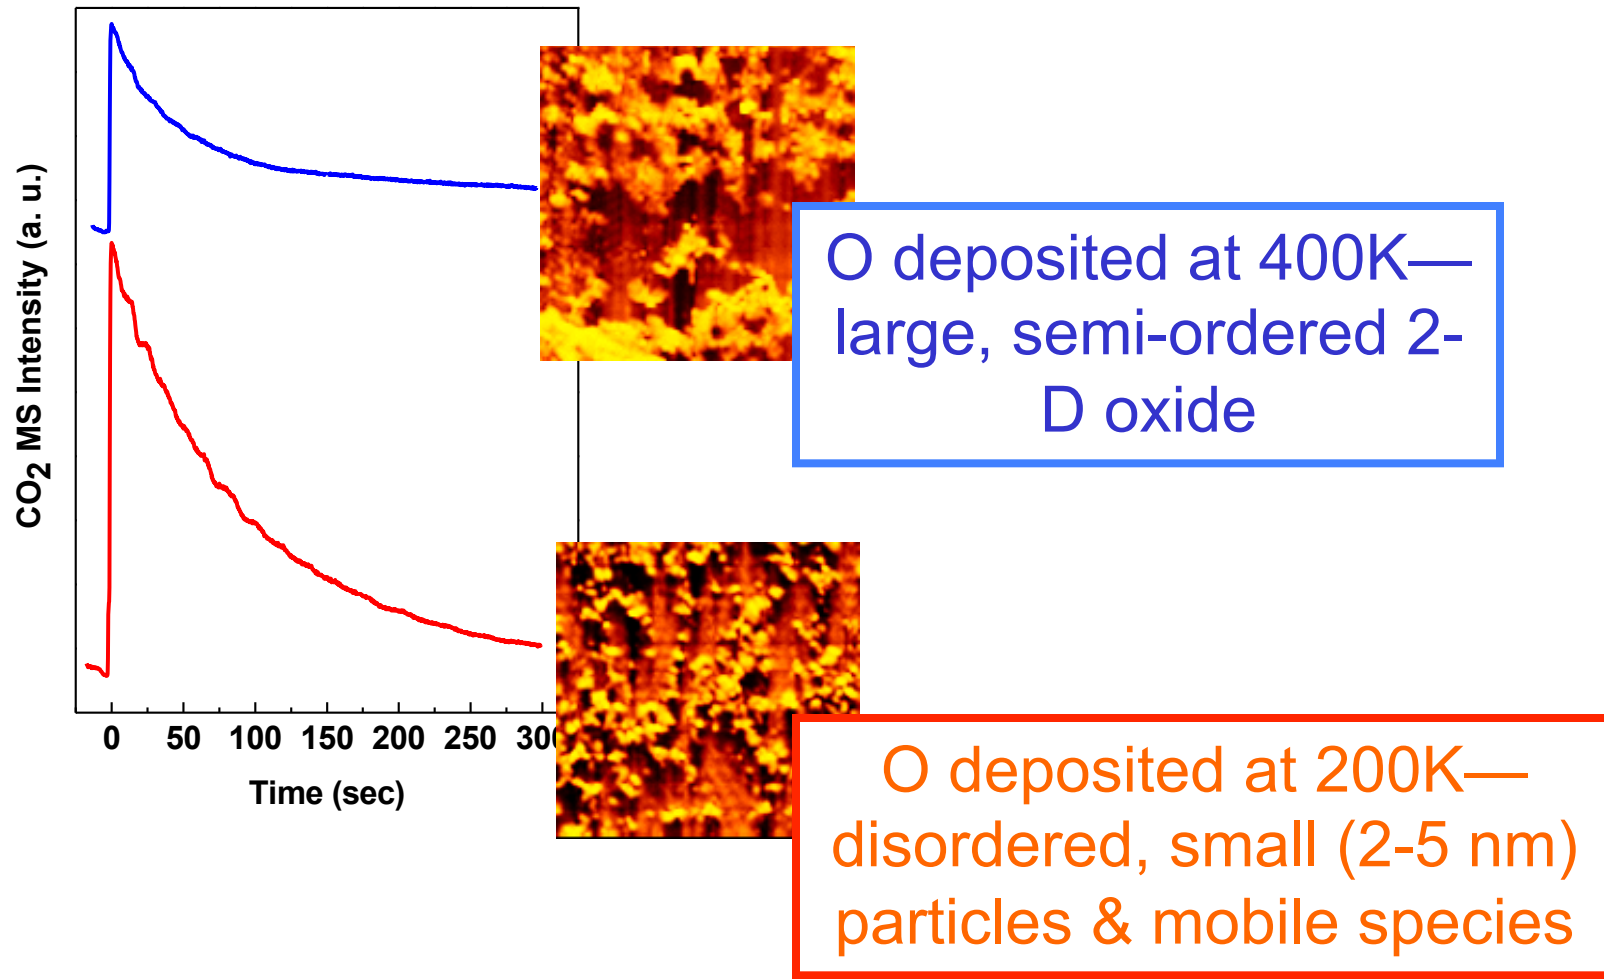 CO2 MS Intensity (a. u.)
O deposited at 400K—
large, semi-ordered 2-
D oxide
0 50 100 150 200 250 300
Time (sec)
O deposited at 200K—
disordered, small (2-5 nm)
particles & mobile species